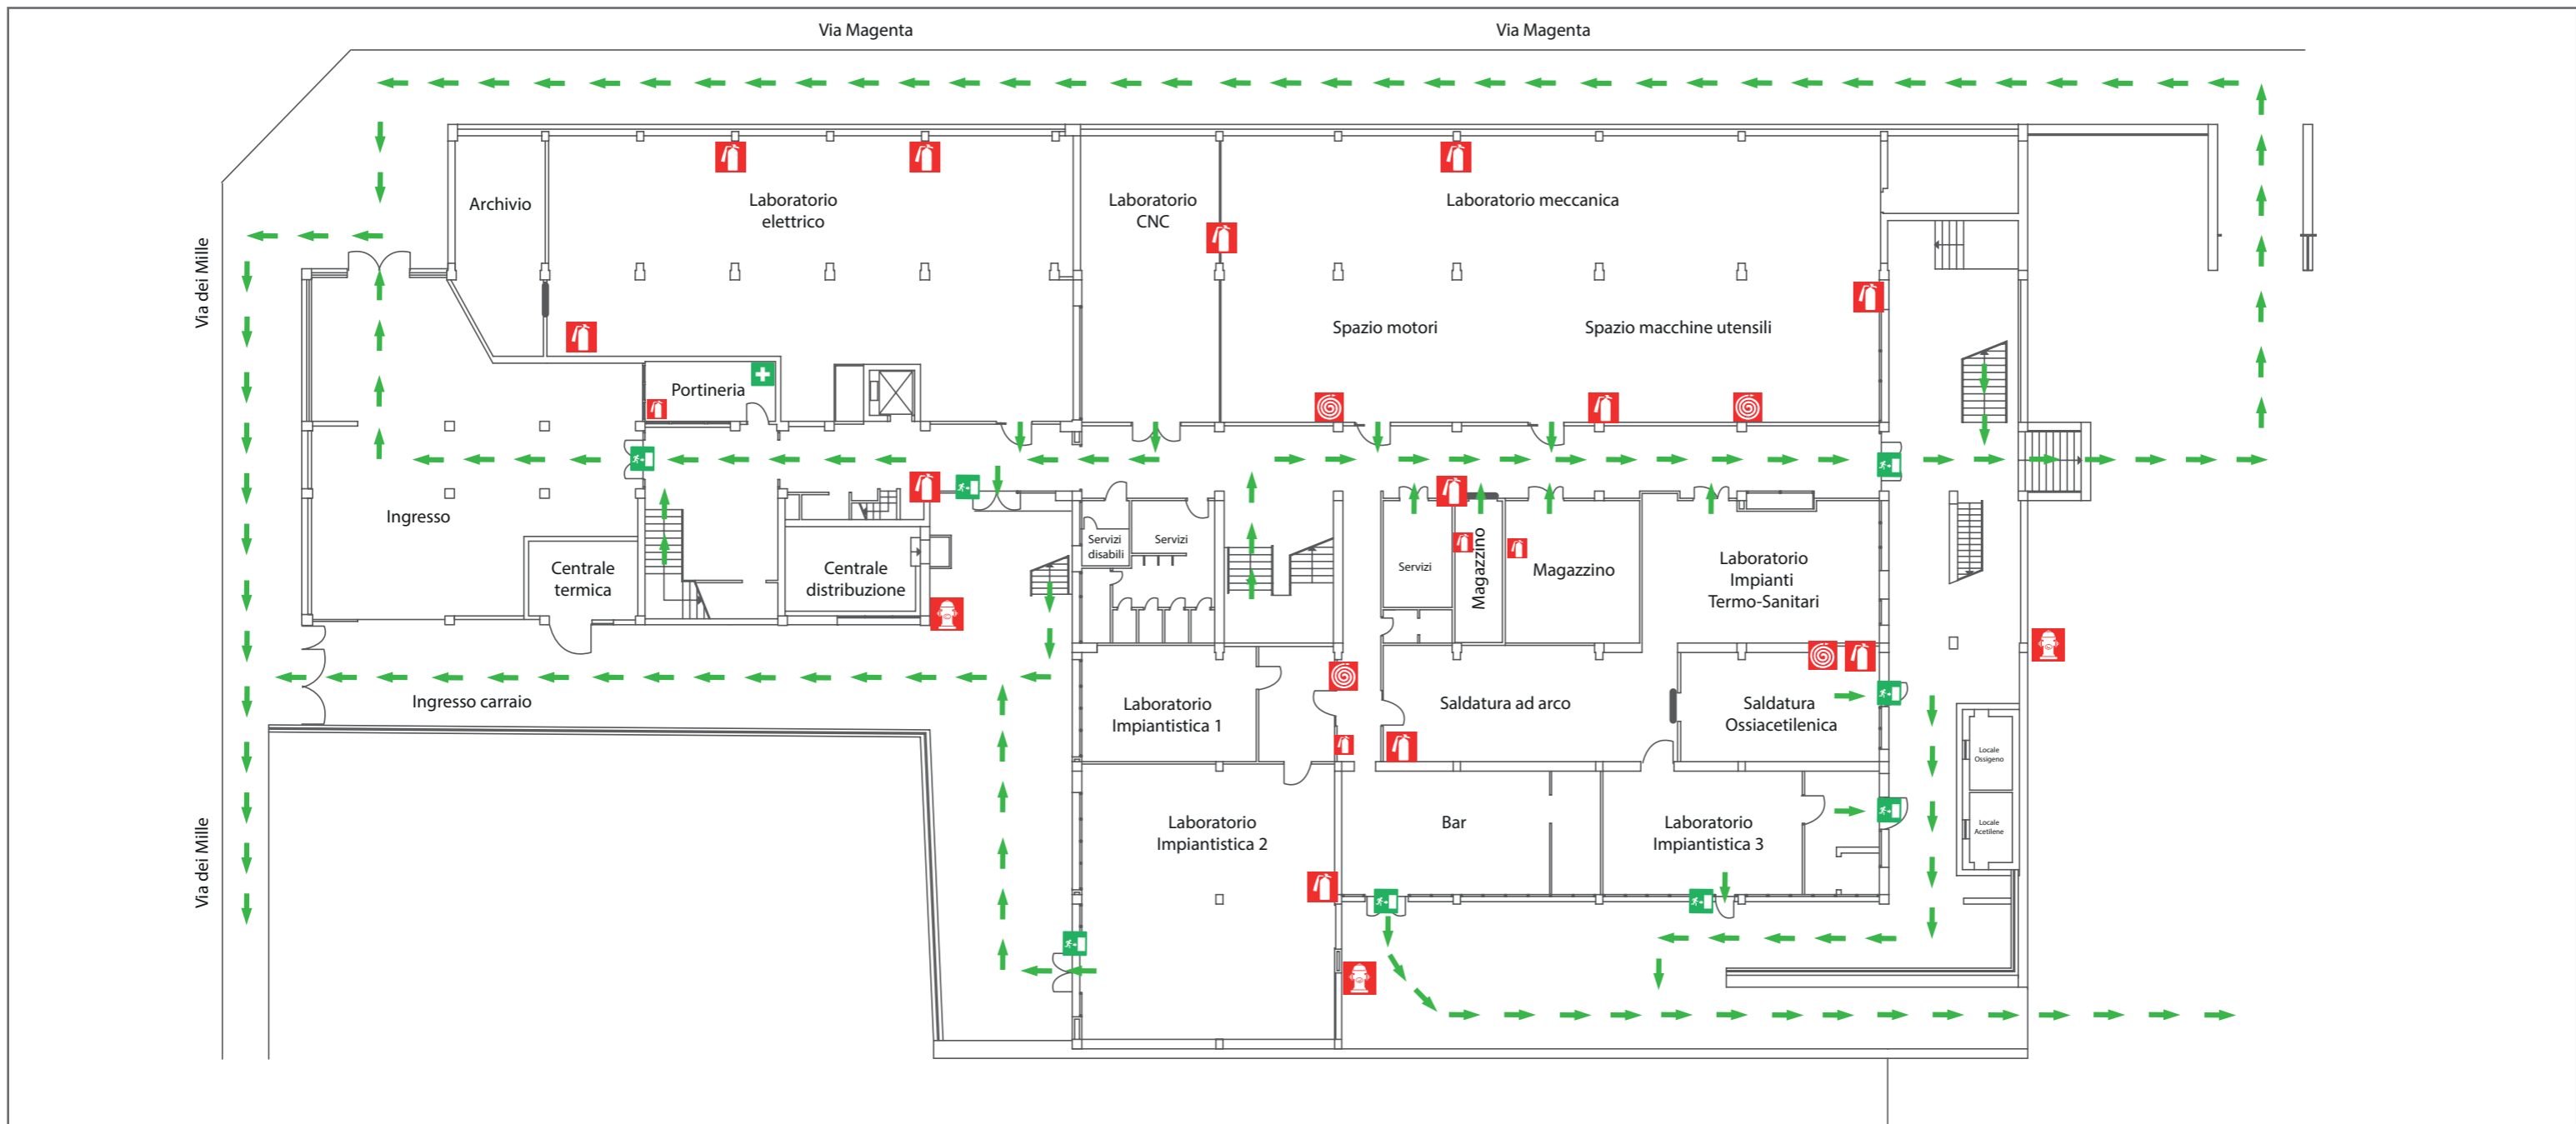 Via Magenta
Via Magenta
Via dei Mille
Archivio
Laboratorio
elettrico
Laboratorio
CNC
Laboratorio meccanica
Spazio motori
Spazio macchine utensili
Portineria
Ingresso
Centrale
termica
Centrale
distribuzione
Servizi
disabili
Servizi
Servizi
Magazzino
Magazzino
Laboratorio
Impianti
Termo-Sanitari
Ingresso carraio
Laboratorio
Impiantistica 1
Saldatura ad arco
Saldatura
Ossiacetilenica
Locale
Ossigeno
Via dei Mille
Laboratorio
Impiantistica 2
Bar
Laboratorio
Impiantistica 3
Locale
Acetilene